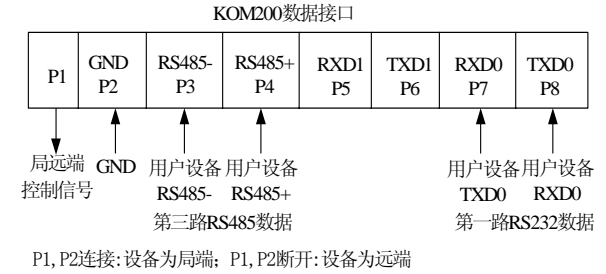 KOM200数据接口
P1
GND P2
RS485- P3
RS485+ P4
RXD1 P5
TXD1 P6
RXD0 P7
TXD0 P8
局远端
控制信号
GND
用户设备
RS485-
用户设备
RS485+
第三路RS485数据
用户设备
TXD0
用户设备
RXD0
第一路RS232数据
P1,P2连接:设备为局端; P1,P2断开:设备为远端